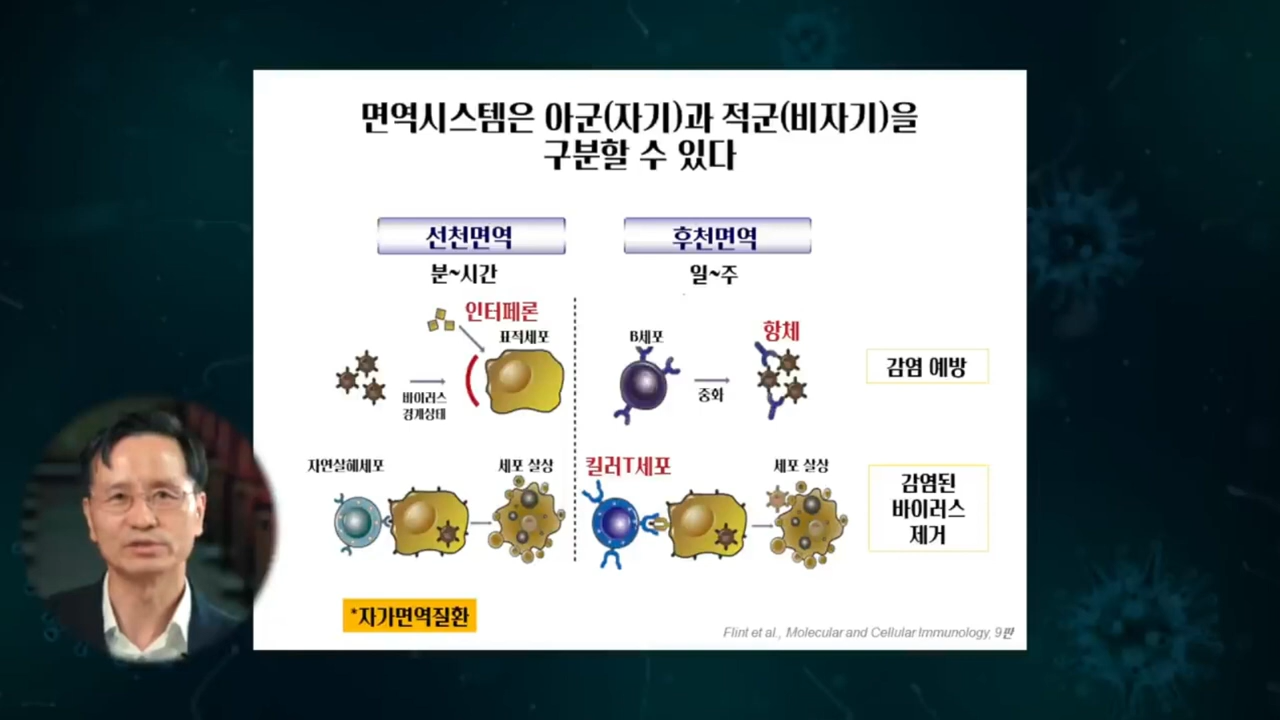 면역시스템은 아군(자기)과 적군(비자기)을
구분할 수 있다
선천면역
후천면역
분~시간
일~주
인터페론
표적세포
바이러스
경계상태
B세포
항체
중화
감염 예방
자연살해세포
세포 살상
킬러T세포
세포 살상
감염된
바이러스
제거
*자가면역질환
Flint et al., Molecular and Cellular Immunology, 9판